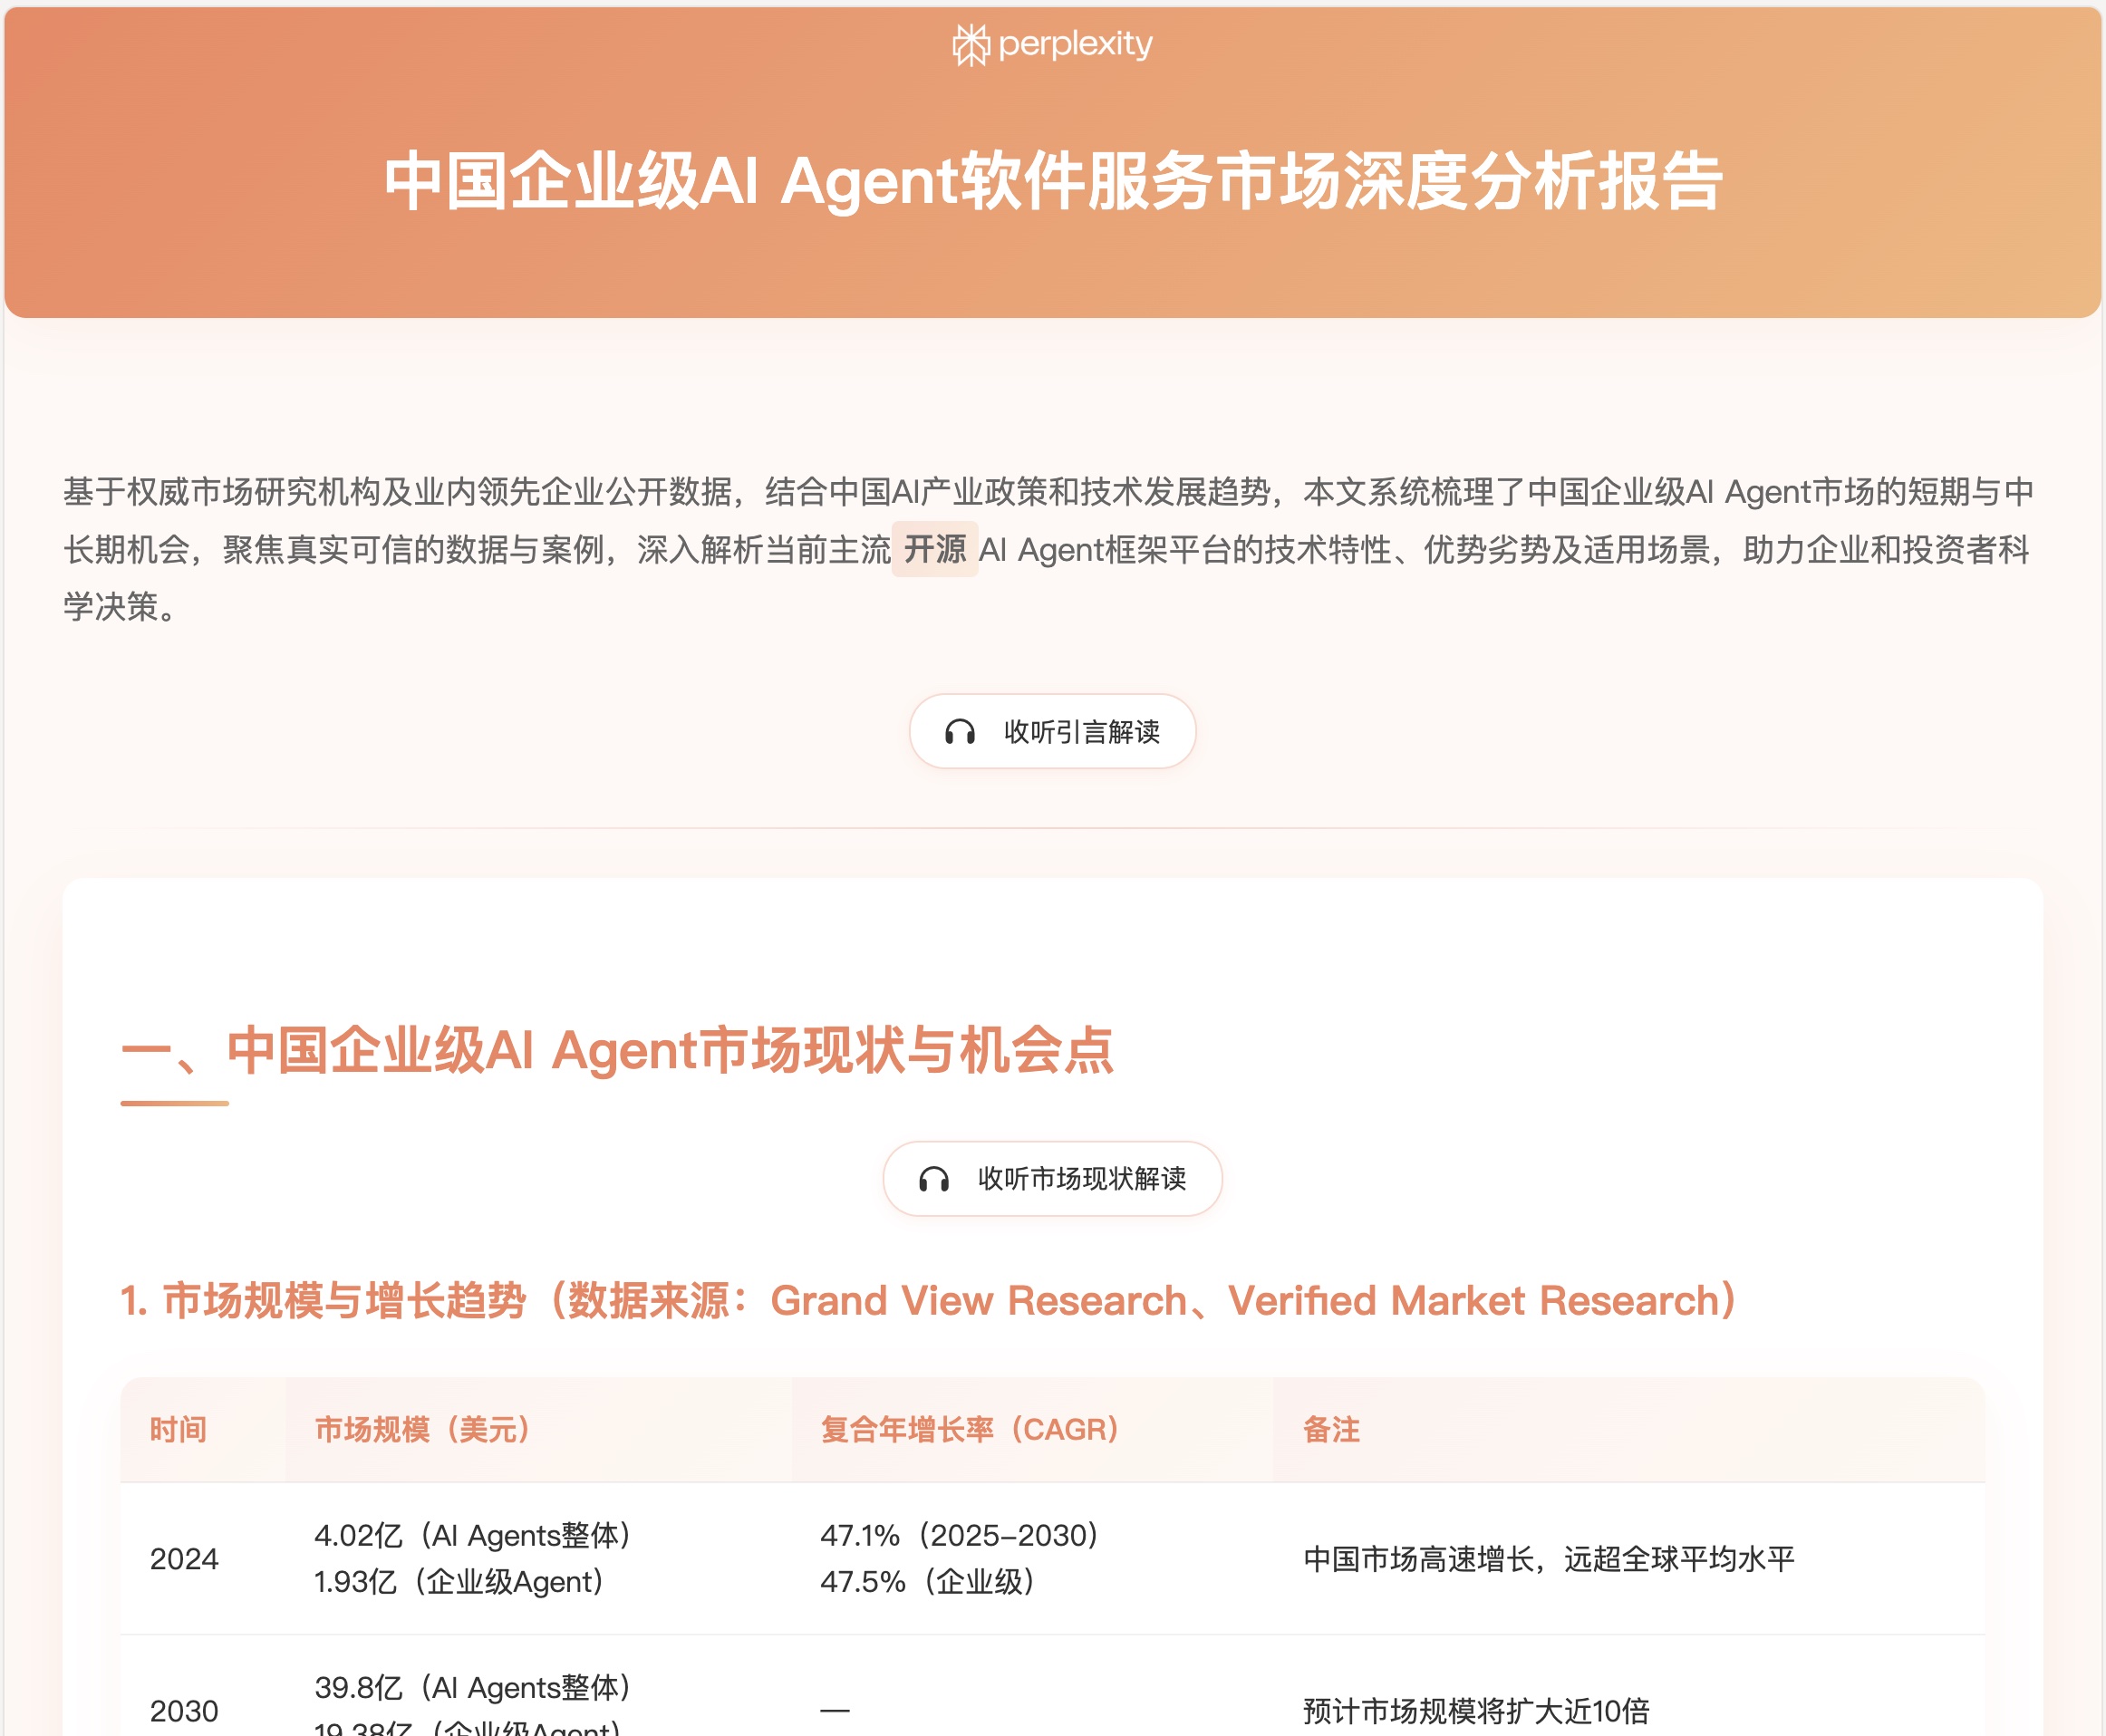 perplexity
中国企业级AI Agent软件服务市场深度分析报告
基于权威市场研究机构及业内领先企业公开数据，结合中国AI产业政策和技术发展趋势，本文系统梳理了中国企业级AI Agent市场的短期与中
长期机会，聚焦真实可信的数据与案例，深入解析当前主流 开源 AI Agent框架平台的技术特性、优势劣势及适用场景，助力企业和投资者科
学决策。
收听引言解读
一、中国企业级AI Agent市场现状与机会点
收听市场现状解读
1. 市场规模与增长趋势（数据来源：Grand View Research、Verified Market Research）
时间 市场规模（美元） 复合年增长率（CAGR） 备注
2024 4.02亿（AI Agents整体） 47.1%（2025–2030） 中国市场高速增长，远超全球平均水平
1.93亿（企业级Agent） 47.5%（企业级）
2030 39.8亿（AI Agents整体） — 预计市场规模将扩大近10倍
19.38亿（企业级Agent）